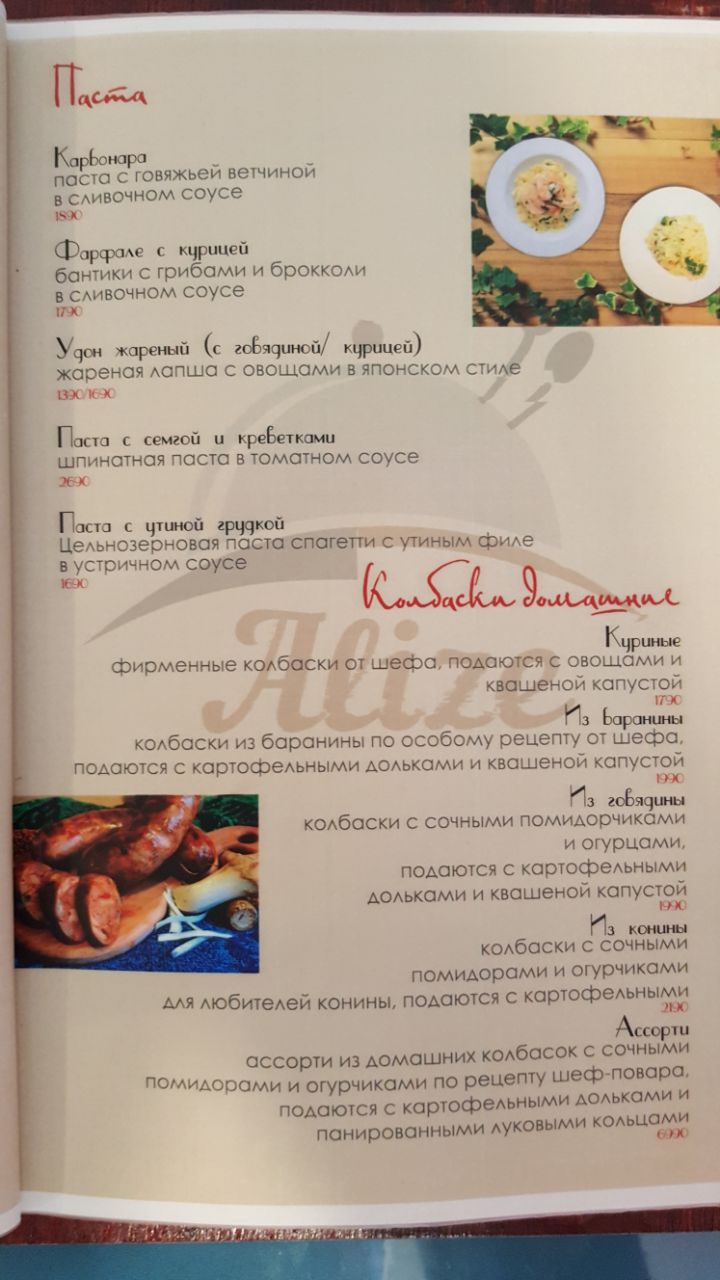 Паста
Карбонара
паста с говяжьей ветчиной
в сливочном соусе
1890
Фарфале с курицей
бантики с грибами и брокколи
в сливочном соусе
1790
Удон жареный (с говядиной/ курицей)
жареная лапша с овощами в японском стиле
1390/1690
Паста с семгой и креветками
шпинатная паста в томатном соусе
2690
Паста с утиной грудкой
Цельнозерновая паста спагетти с утиным филе
в устричном соусе
1690
Колбаски домашние
Alize
Куриные
фирменные колбаски от шефа, подаются с овощами и
квашеной капустой
1790
Из баранины
колбаски из баранины по особому рецепту от шефа,
подаются с картофельными дольками и квашеной капустой
1990
Из говядины
колбаски с сочными помидорчиками
и огурцами,
подаются с картофельными
дольками и квашеной капустой
1990
Из конины
колбаски с сочными
помидорами и огурчиками
для любителей конины, подаются с картофельными
2190
Ассорти
ассорти из домашних колбасок с сочными
помидорами и огурчиками по рецепту шеф-повара,
подаются с картофельными дольками и
панированными луковыми кольцами
6990